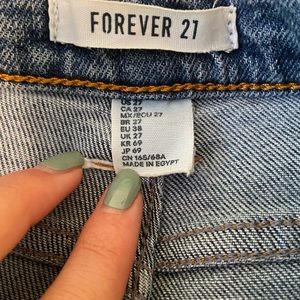 FOREVER 21
US 27
CA 27
MX/ECU 27
BR 27
EU 38
UK 27
KR 69
JP 69
CN 165/68A
MADE IN EGYPT